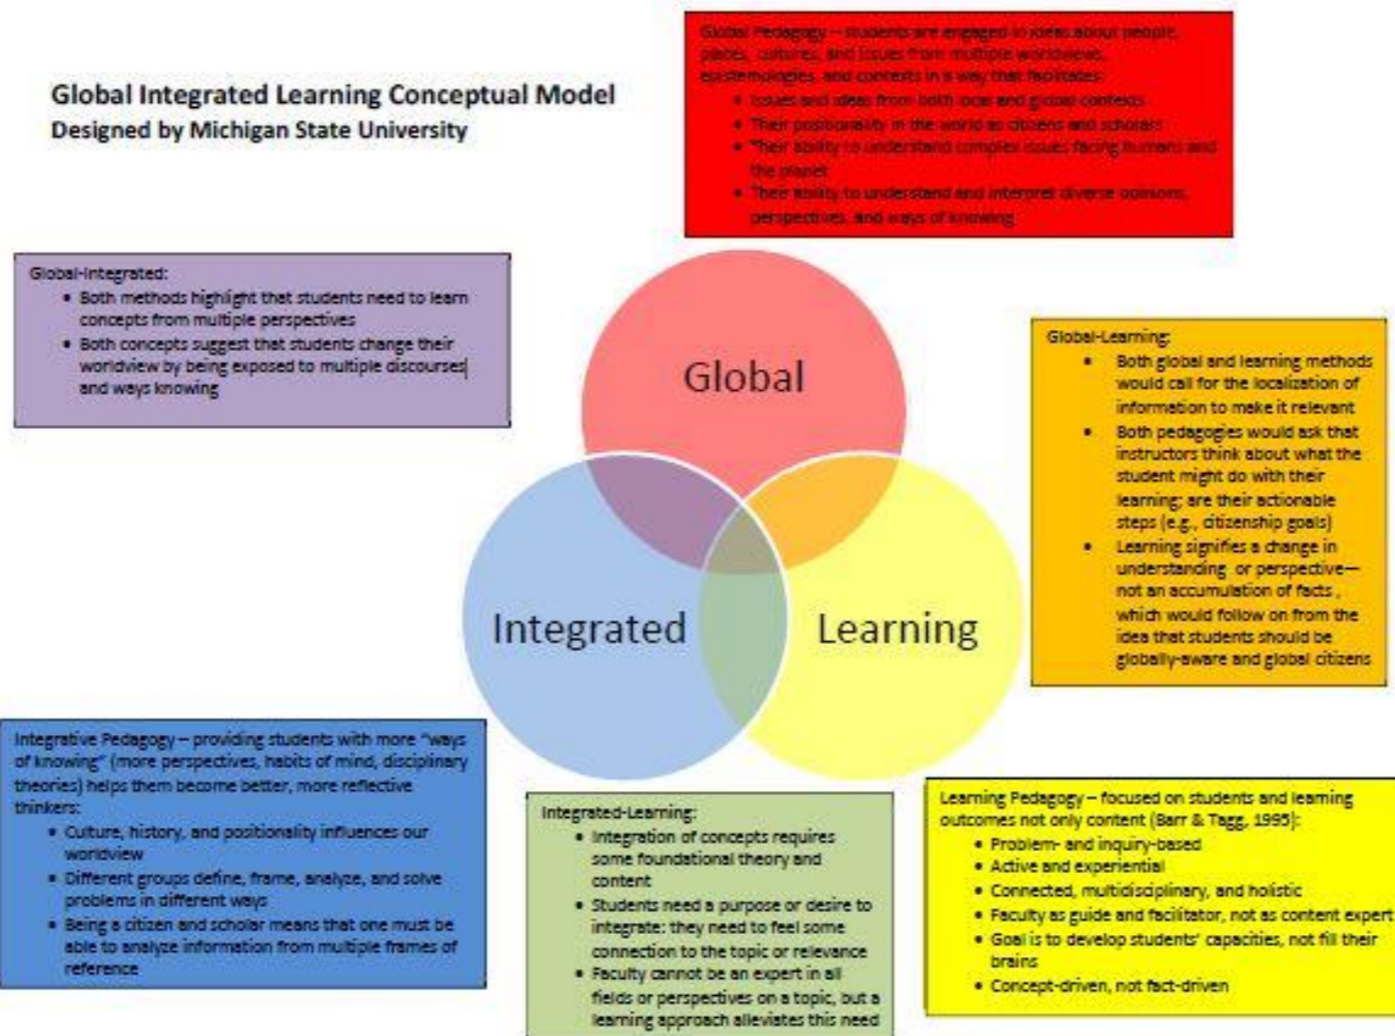 Global Integrated Learning Conceptual Model
Designed by Michigan State University
Global Pedagogy – students are engaged in ideas about people,
places, cultures, and issues from multiple worldviews,
epistemologies, and contexts in a way that facilitates:
• Issues and ideas from both local and global contexts
• Their positionality in the world as citizens and scholars
• Their ability to understand complex issues facing humans and
the planet
• Their ability to understand and interpret diverse opinions,
perspectives, and ways of knowing
Global-Integrated:
• Both methods highlight that students need to learn
concepts from multiple perspectives
• Both concepts suggest that students change their
worldview by being exposed to multiple discourses
and ways knowing
Global-Learning:
• Both global and learning methods
would call for the localization of
information to make it relevant
• Both pedagogies would ask that
instructors think about what the
student might do with their
learning; are their actionable
steps (e.g., citizenship goals)
• Learning signifies a change in
understanding or perspective—
not an accumulation of facts ,
which would follow on from the
idea that students should be
globally-aware and global citizens
Global
Integrated
Learning
Integrative Pedagogy – providing students with more “ways
of knowing” (more perspectives, habits of mind, disciplinary
theories) helps them become better, more reflective
thinkers:
• Culture, history, and positionality influences our
worldview
• Different groups define, frame, analyze, and solve
problems in different ways
• Being a citizen and scholar means that one must be
able to analyze information from multiple frames of
reference
Integrated-Learning:
• Integration of concepts requires
some foundational theory and
content
• Students need a purpose or desire to
integrate: they need to feel some
connection to the topic or relevance
• Faculty cannot be an expert in all
fields or perspectives on a topic, but a
learning approach alleviates this need
Learning Pedagogy – focused on students and learning
outcomes not only content (Barr & Tagg, 1995):
• Problem- and inquiry-based
• Active and experiential
• Connected, multidisciplinary, and holistic
• Faculty as guide and facilitator, not as content expert
• Goal is to develop students’ capacities, not fill their
brains
• Concept-driven, not fact-driven